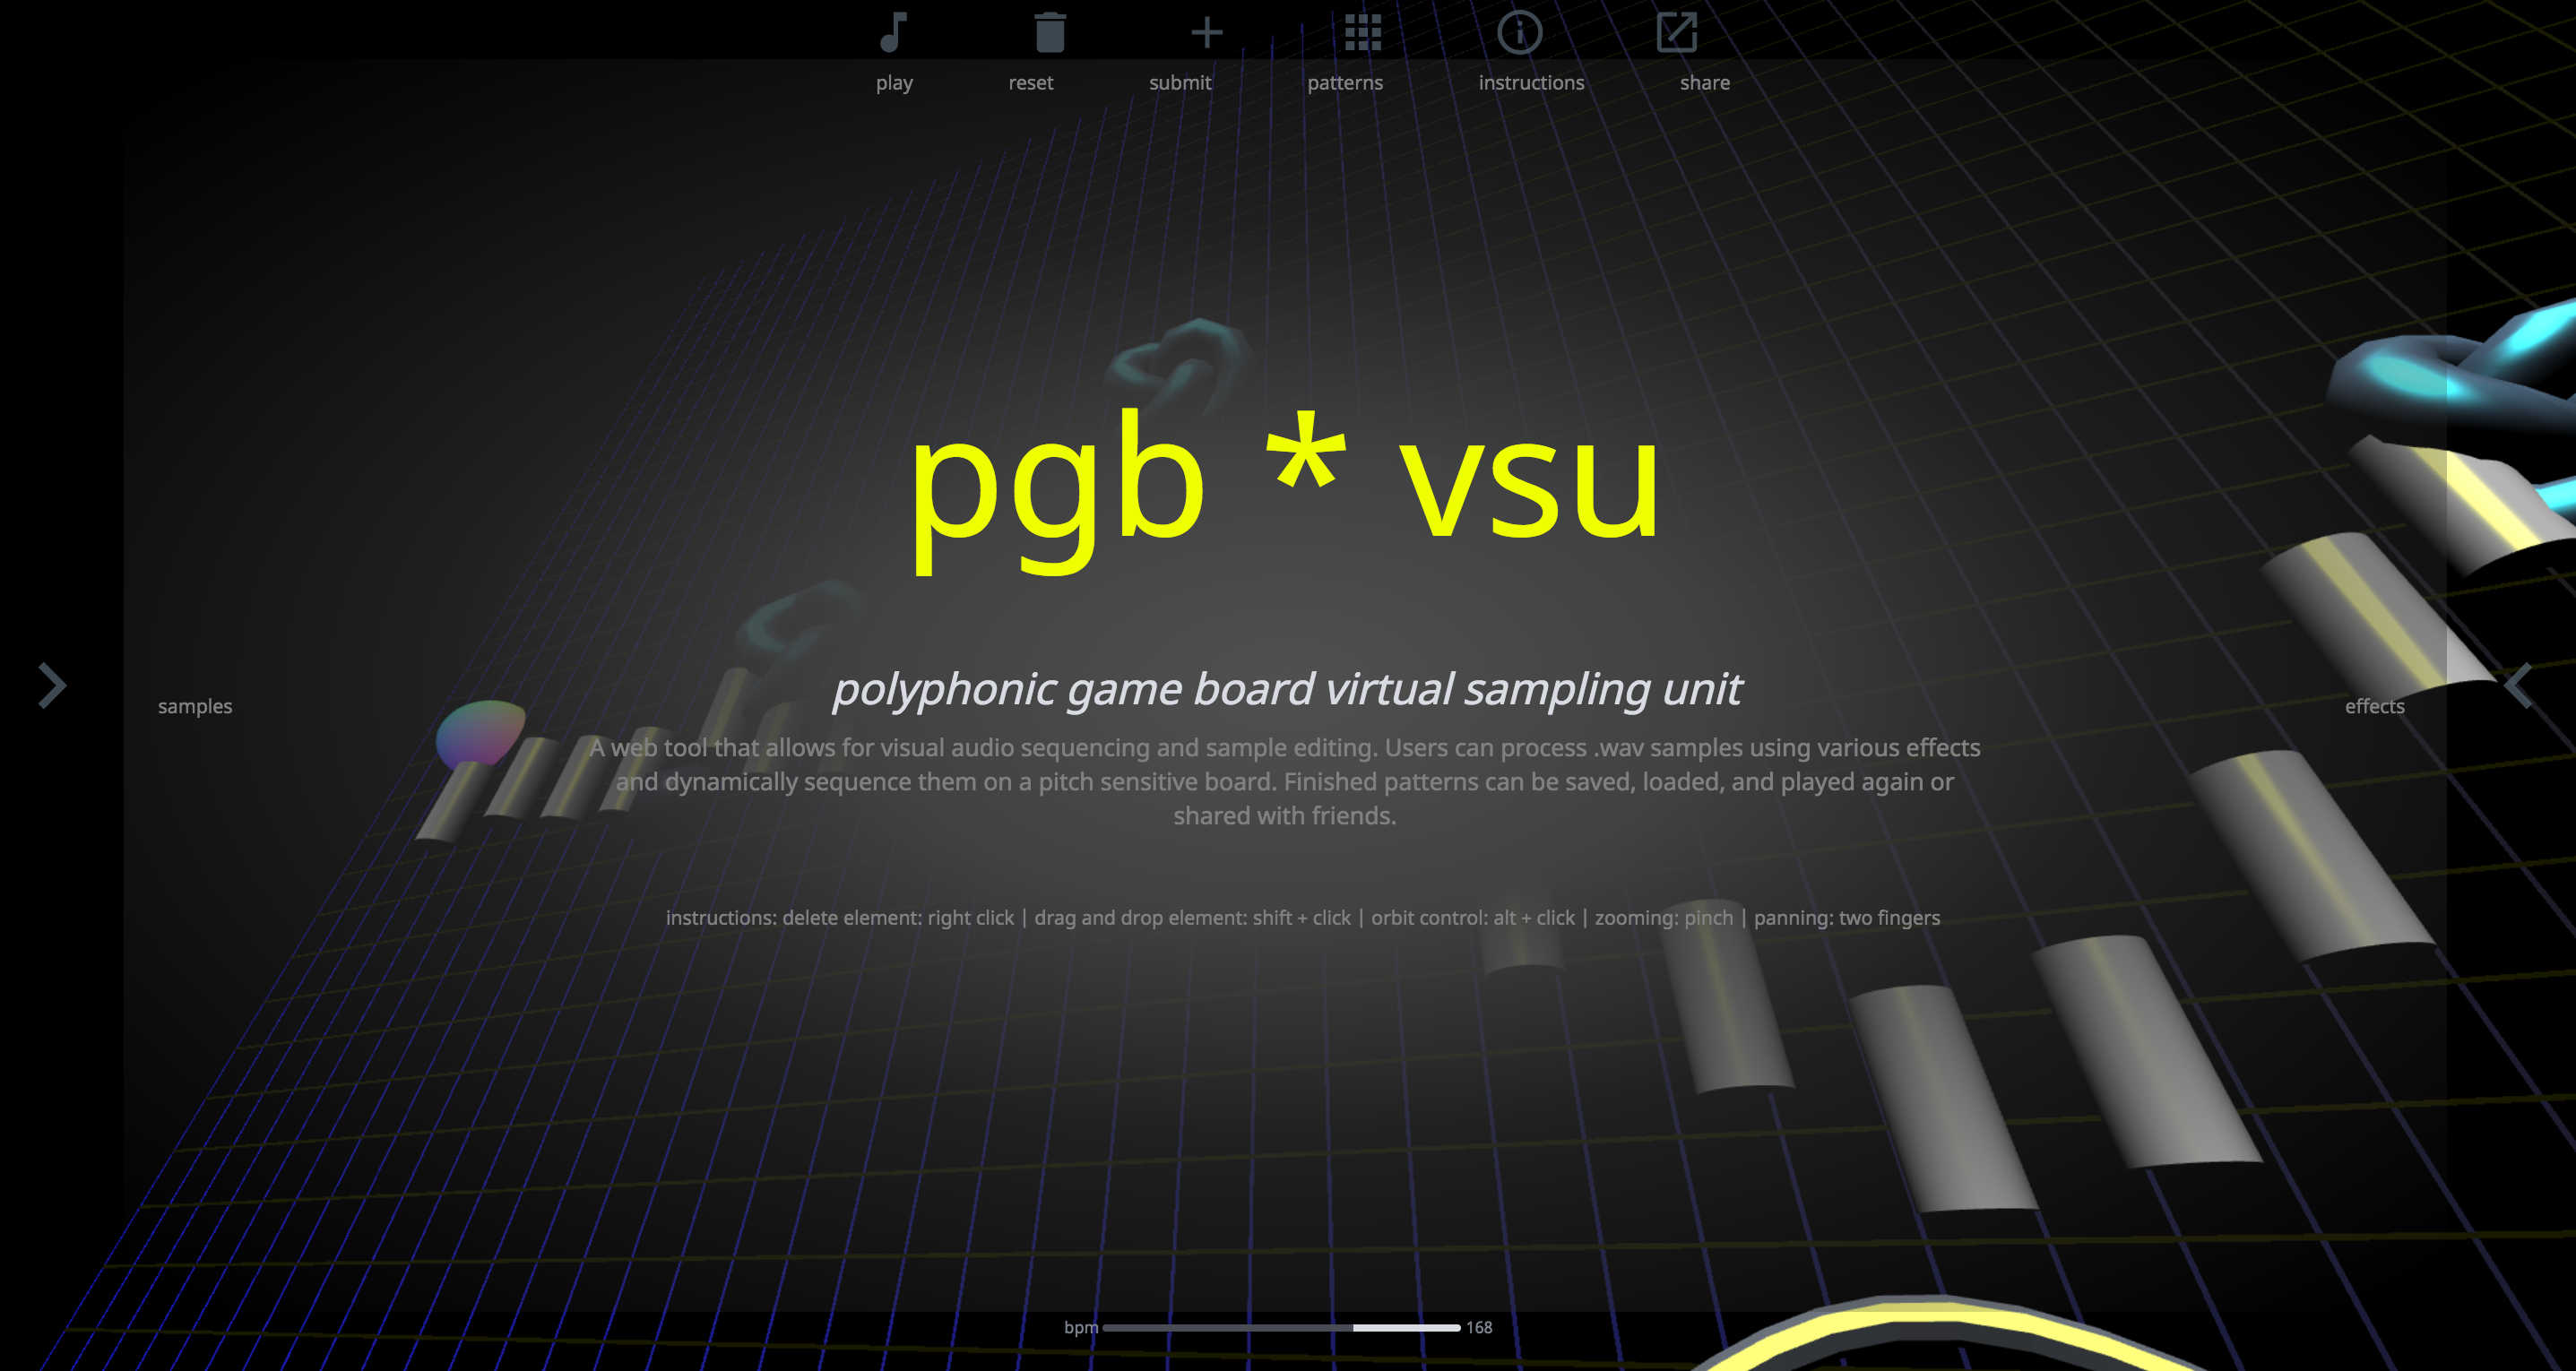 play
reset
submit
patterns
instructions
share
pgb * vsu
polyphonic game board virtual sampling unit
samples
effects
A web tool that allows for visual audio sequencing and sample editing. Users can process .wav samples using various effects
and dynamically sequence them on a pitch sensitive board. Finished patterns can be saved, loaded, and played again or
shared with friends.
instructions: delete element: right click | drag and drop element: shift + click | orbit control: alt + click | zooming: pinch | panning: two fingers
bpm 168